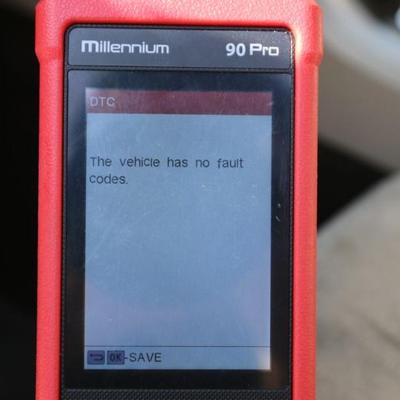 Millennium 90 Pro
DTC
The vehicle has no fault
codes.
OK-SAVE